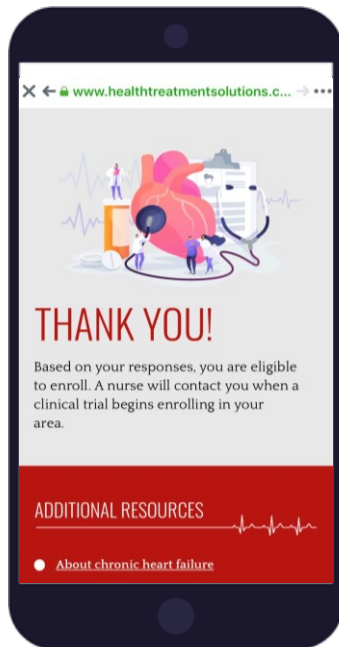 www.healthtreatmentsolutions.c...
THANK YOU!
Based on your responses, you are eligible
to enroll. A nurse will contact you when a
clinical trial begins enrolling in your
area.
ADDITIONAL RESOURCES
About chronic heart failure